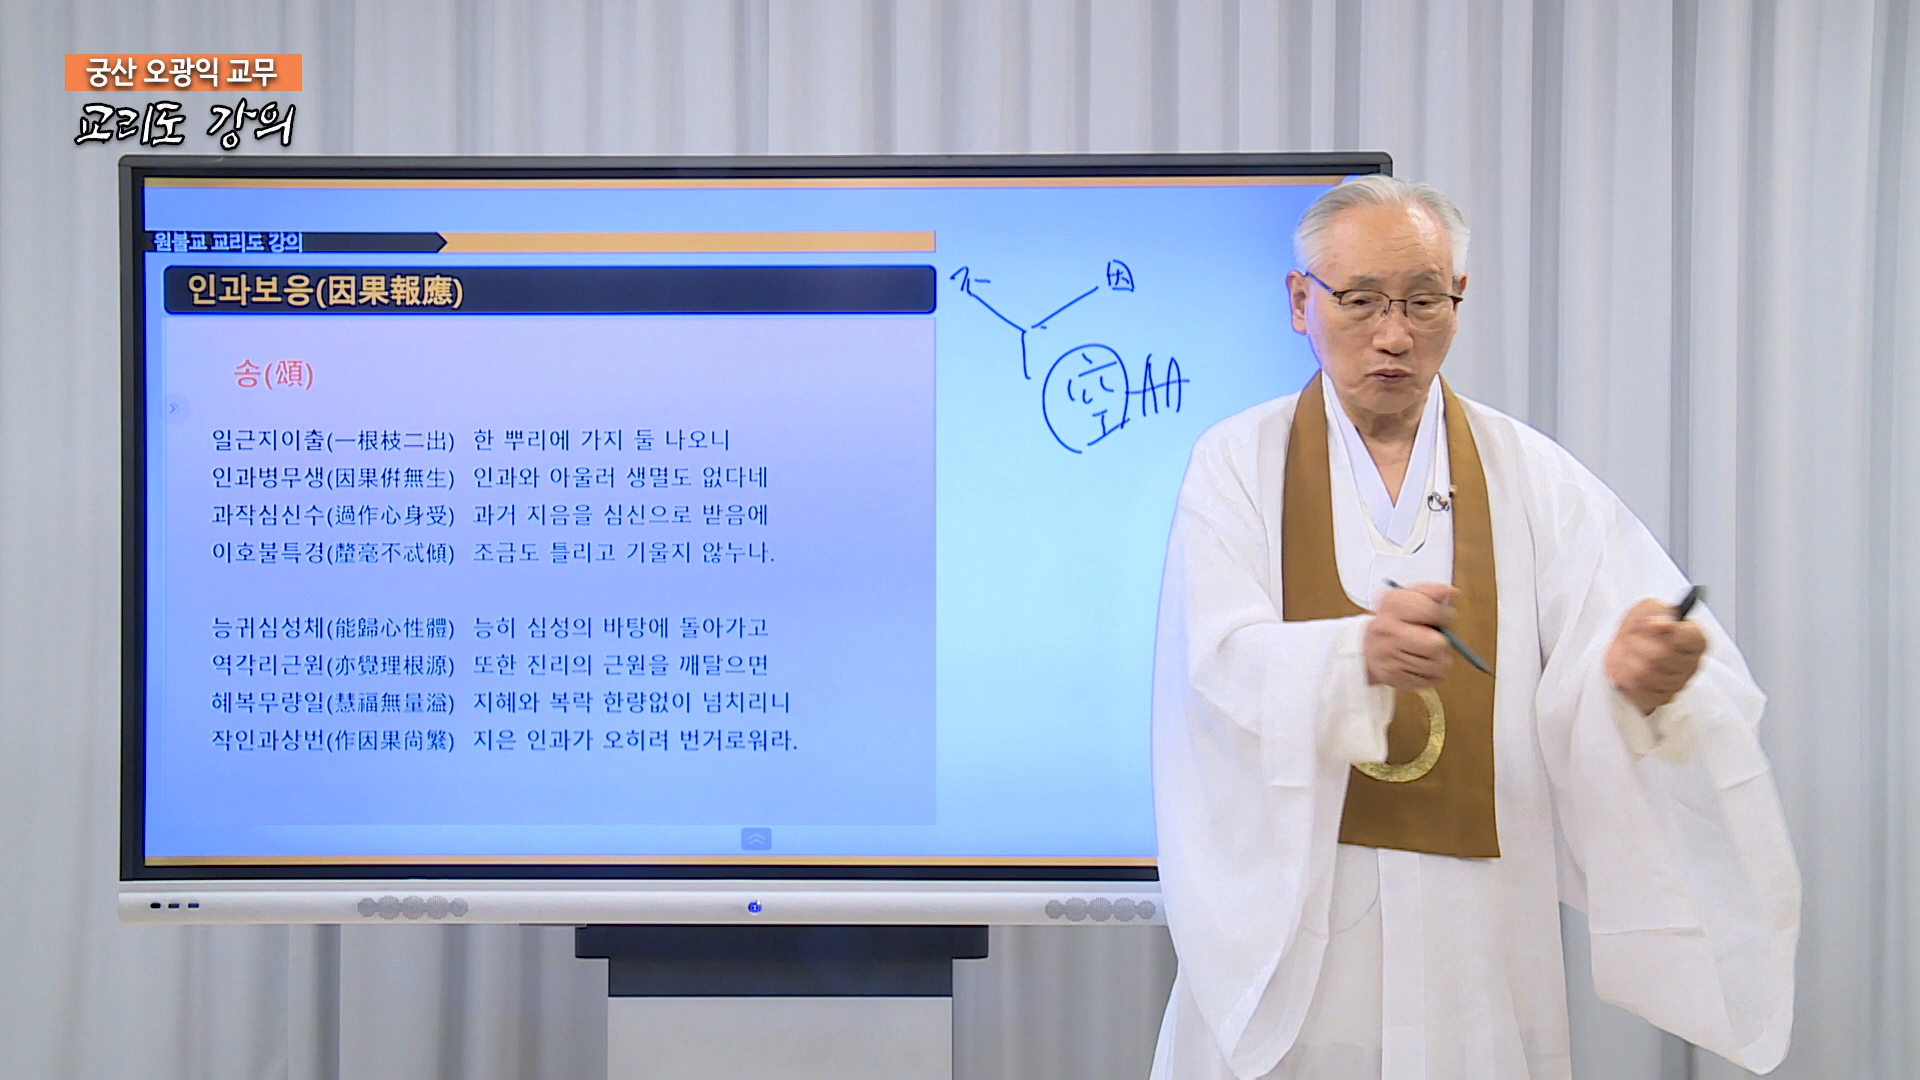 궁산 오광익 교무
교리도 강의
원불교 교리도 강의
인과보응(因果報應)
송(頌)
일근지이출(一根枝二出) 한 뿌리에 가지 둘 나오니
인과병무생(因果倂無生) 인과와 아울러 생멸도 없다네
과작심신수(過作心身受) 과거 지음을 심신으로 받음에
이호불특경(釐毫不忒傾) 조금도 틀리고 기울지 않누나.
능귀심성체(能歸心性體) 능히 심성의 바탕에 돌아가고
역각리근원(亦覺理根源) 또한 진리의 근원을 깨달으면
혜복무량일(慧福無量溢) 지혜와 복락 한량없이 넘치리니
작인과상번(作因果尙繁) 지은 인과가 오히려 번거로워라.
因
空